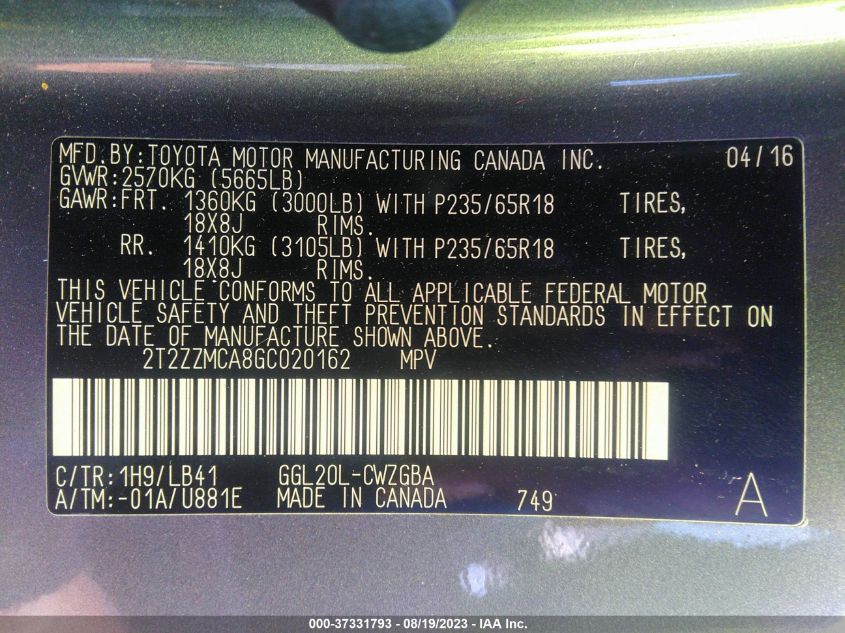 MFD.BY:TOYOTA MOTOR MANUFACTURING CANADA INC. 04/16
GVWR:2570KG (5665LB)
GAWR:FRT. 1360KG (3000LB) WITH P235/65R18 TIRES,
18X8J RIMS.
RR. 1410KG (3105LB) WITH P235/65R18 TIRES,
18X8J RIMS.
THIS VEHICLE CONFORMS TO ALL APPLICABLE FEDERAL MOTOR
VEHICLE SAFETY AND THEFT PREVENTION STANDARDS IN EFFECT ON
THE DATE OF MANUFACTURE SHOWN ABOVE.
2T2ZZMCA8GC020162 MPV
C/TR:1H9/LB41 GGL20L-CWZGBA
A/TM:-01A/U881E MADE IN CANADA 749 A
000-37331793 - 08/19/2023 - IAA Inc.